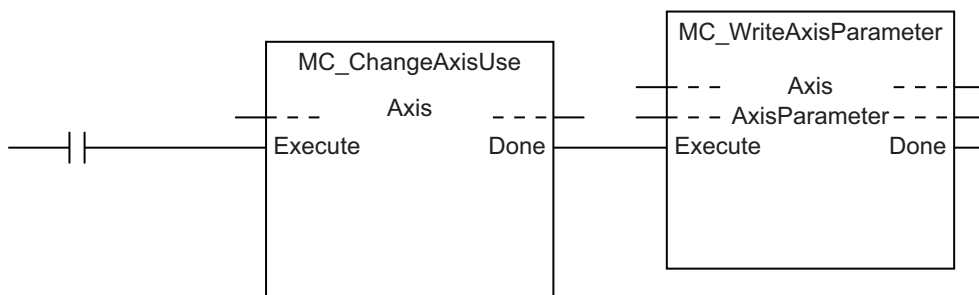 MC_ChangeAxisUse
Axis
Execute Done
MC_WriteAxisParameter
Axis
AxisParameter
Execute Done